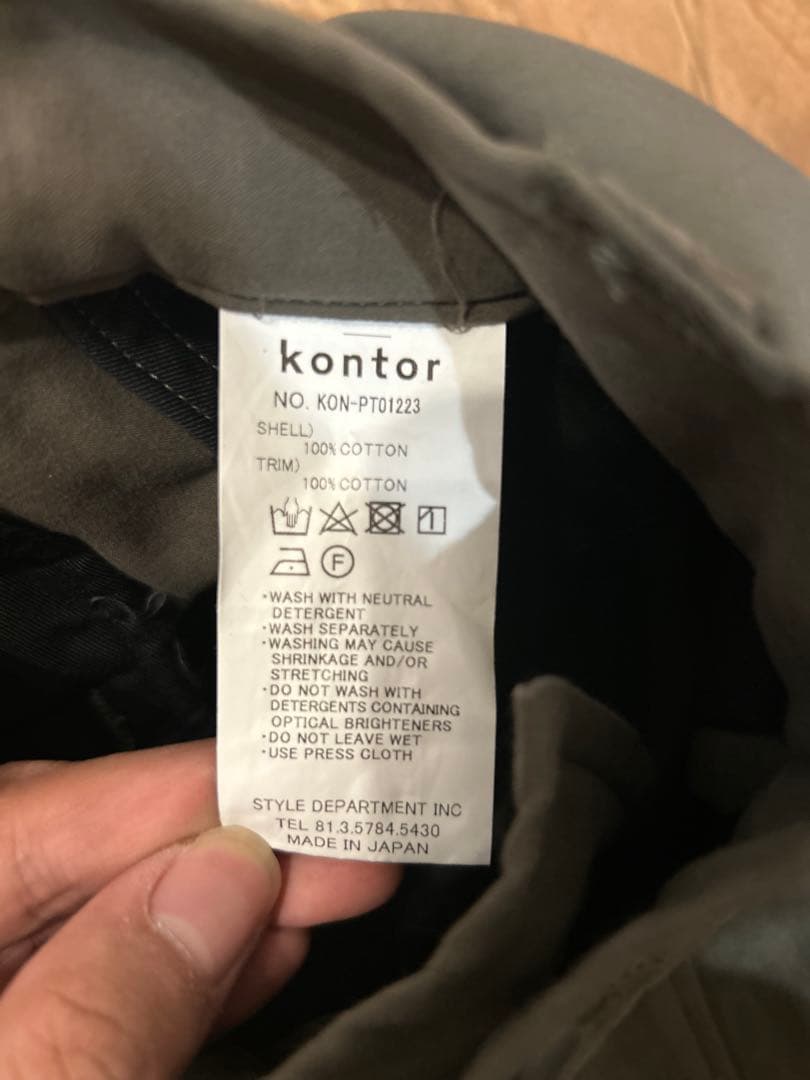 kontor
NO. KON-PT01223
SHELL)
100% COTTON
TRIM)
100% COTTON
F
・WASH WITH NEUTRAL
DETERGENT
・WASH SEPARATELY
・WASHING MAY CAUSE
SHRINKAGE AND/OR
STRETCHING
・DO NOT WASH WITH
DETERGENTS CONTAINING
OPTICAL BRIGHTENERS
・DO NOT LEAVE WET
・USE PRESS CLOTH
STYLE DEPARTMENT INC
TEL 81.3.5784.5430
MADE IN JAPAN